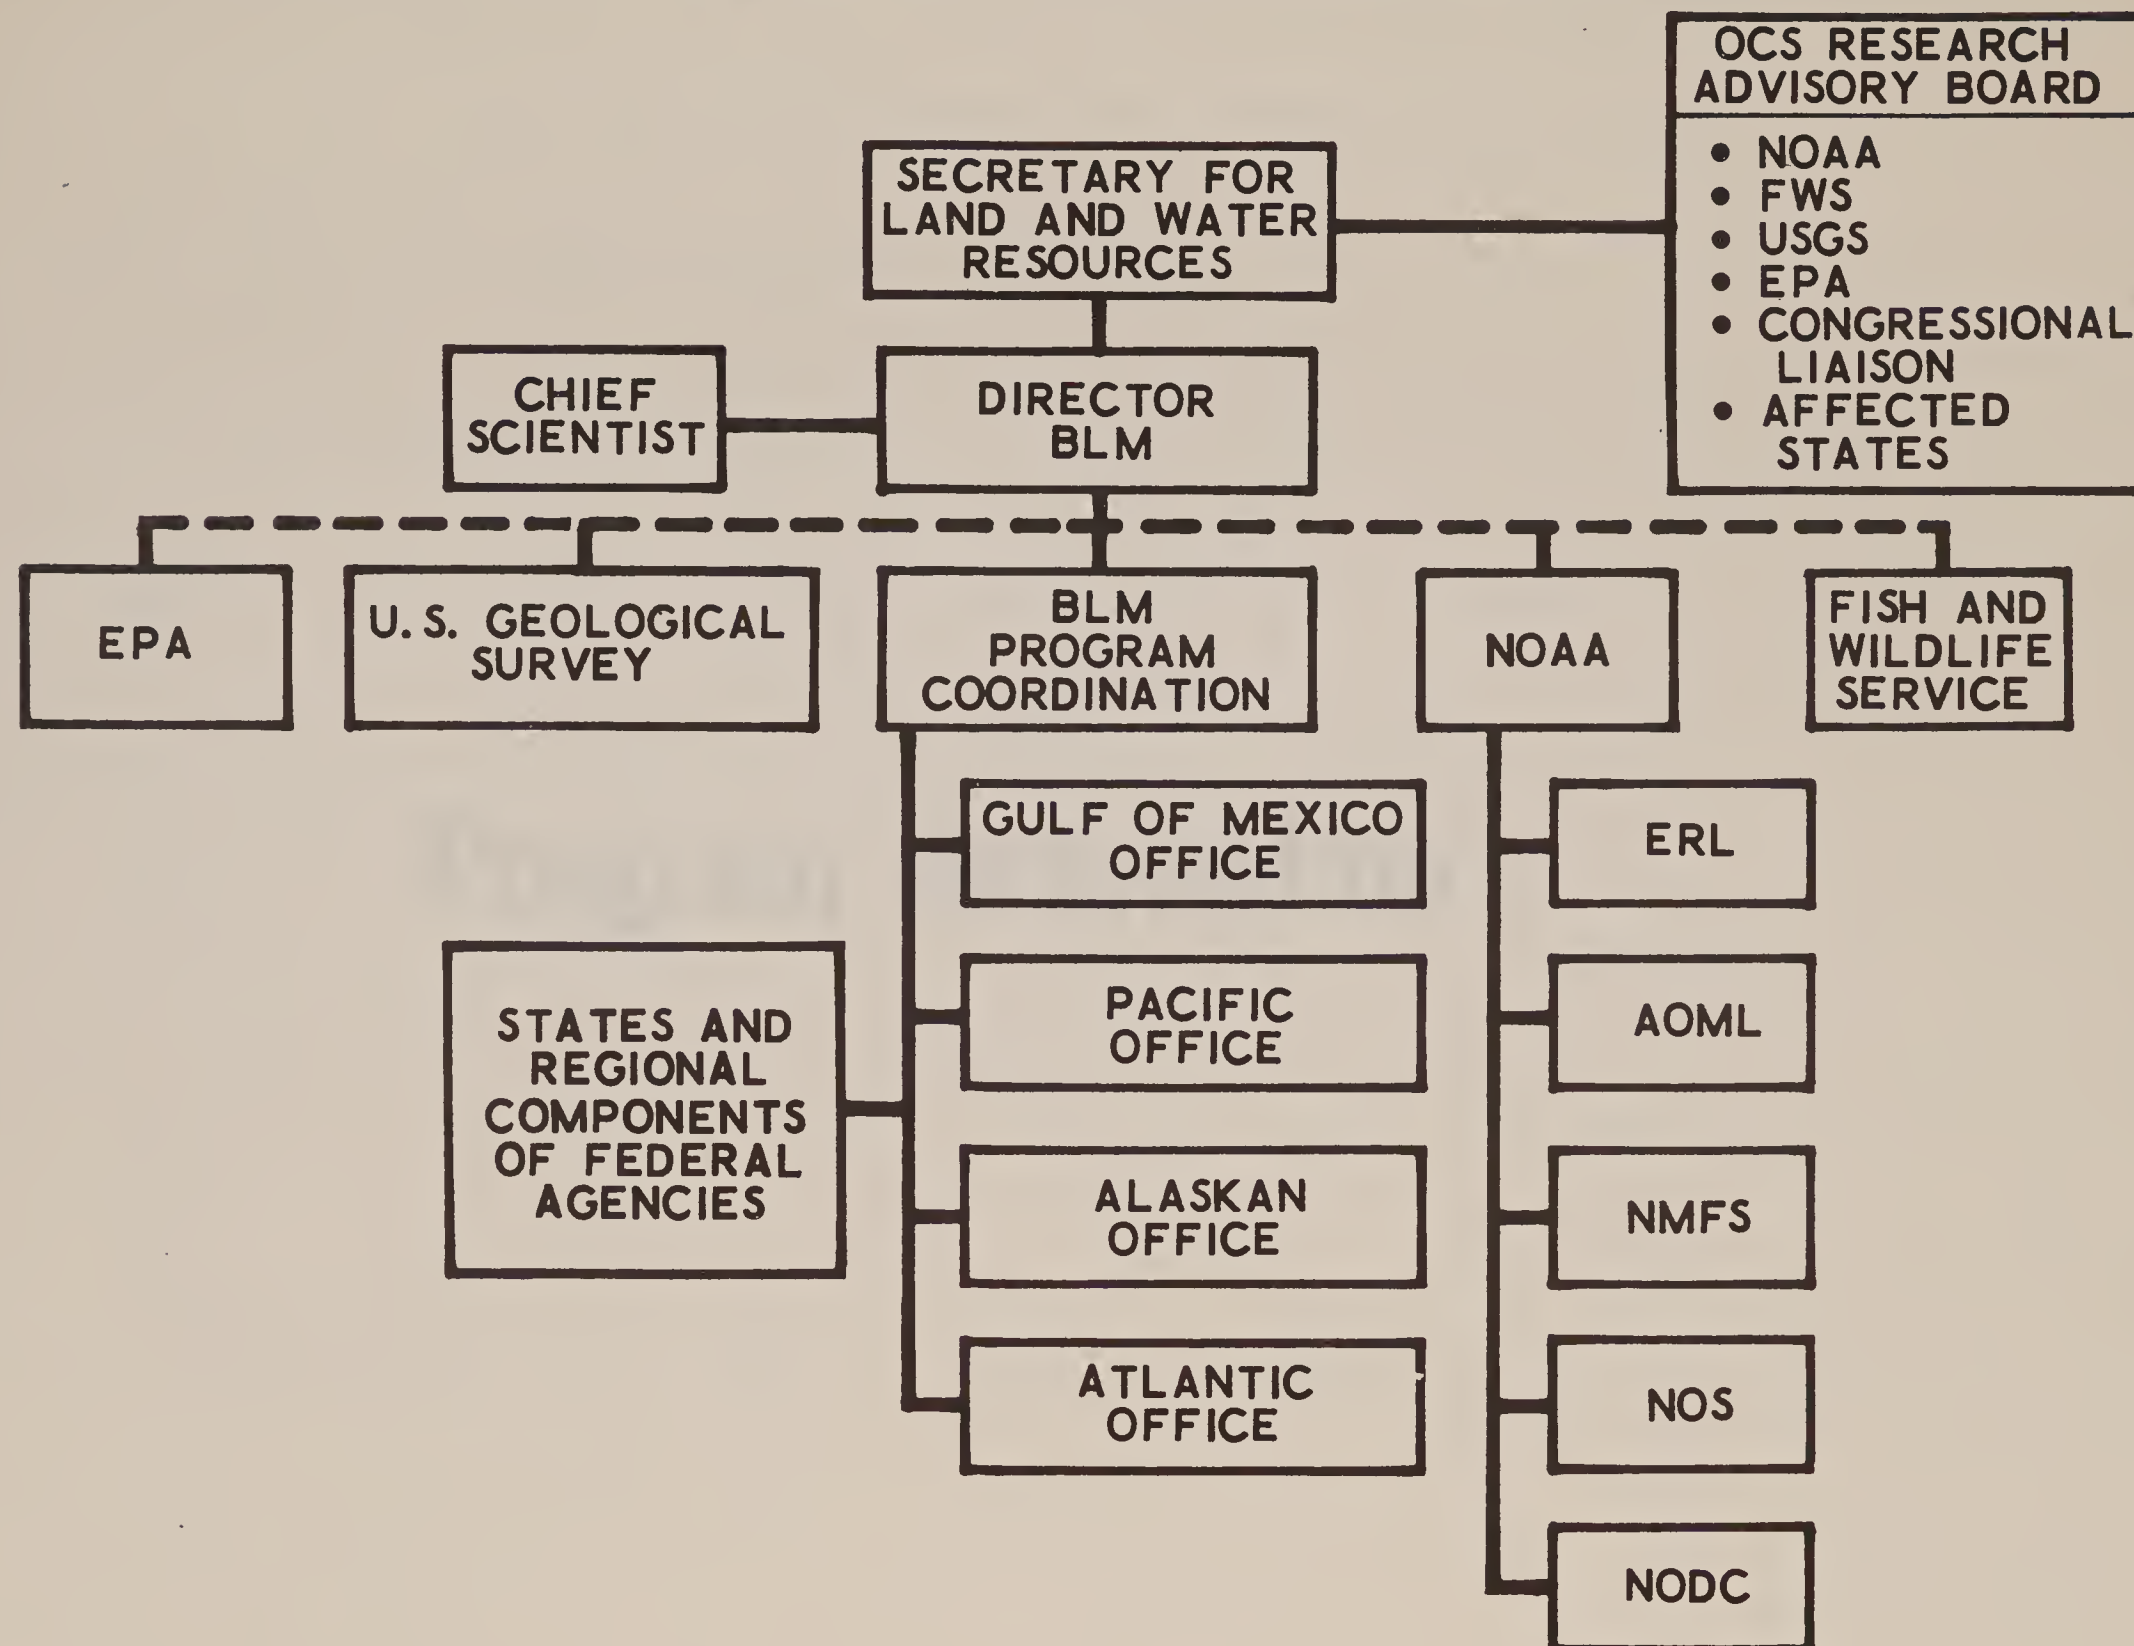 OCS RESEARCH
ADVISORY BOARD
• NOAA
• FWS
• USGS
• EPA
• CONGRESSIONAL
LIAISON
• AFFECTED
STATES
SECRETARY FOR
LAND AND WATER
RESOURCES
CHIEF
SCIENTIST
DIRECTOR
BLM
EPA
U.S. GEOLOGICAL
SURVEY
BLM
PROGRAM
COORDINATION
NOAA
FISH AND
WILDLIFE
SERVICE
GULF OF MEXICO
OFFICE
PACIFIC
OFFICE
ALASKAN
OFFICE
ATLANTIC
OFFICE
STATES AND
REGIONAL
COMPONENTS
OF FEDERAL
AGENCIES
ERL
AOML
NMFS
NOS
NODC